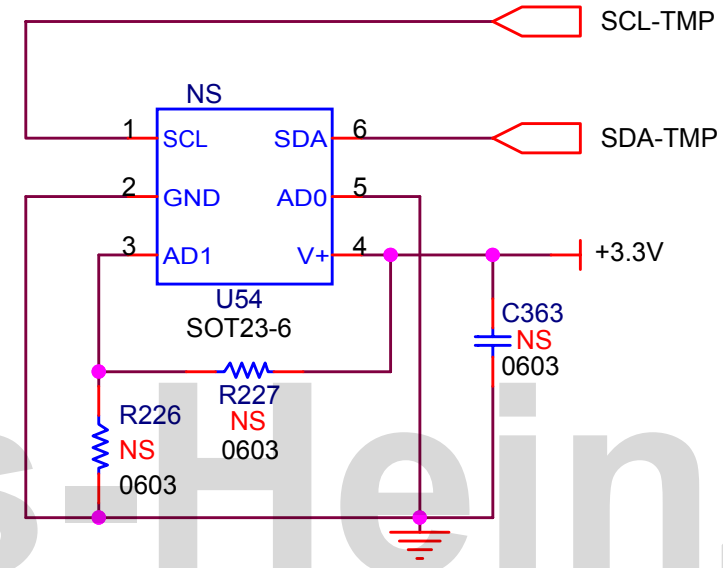 SCL-TMP
NS
1 SCL SDA 6
SDA-TMP
2 GND AD0 5
3 AD1 V+ 4
+3.3V
U54
SOT23-6
C363
NS
0603
R227
NS
0603
R226
NS
0603
s-Hein.